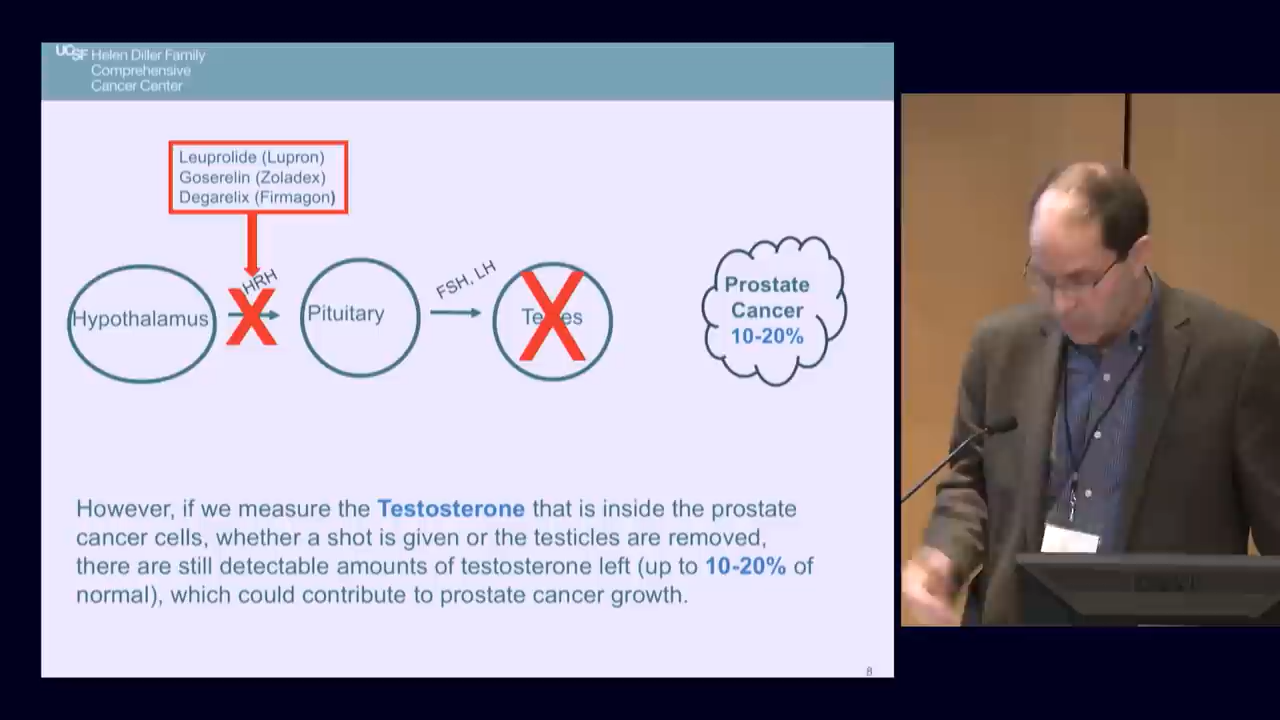 UCSF Helen Diller Family
Comprehensive
Cancer Center
Leuprolide (Lupron)
Goserelin (Zoladex)
Degarelix (Firmagon)
Hypothalamus
HRH
Pituitary
FSH, LH
Te es
Prostate
Cancer
10-20%
However, if we measure the Testosterone that is inside the prostate
cancer cells, whether a shot is given or the testicles are removed,
there are still detectable amounts of testosterone left (up to 10-20% of
normal), which could contribute to prostate cancer growth.
8